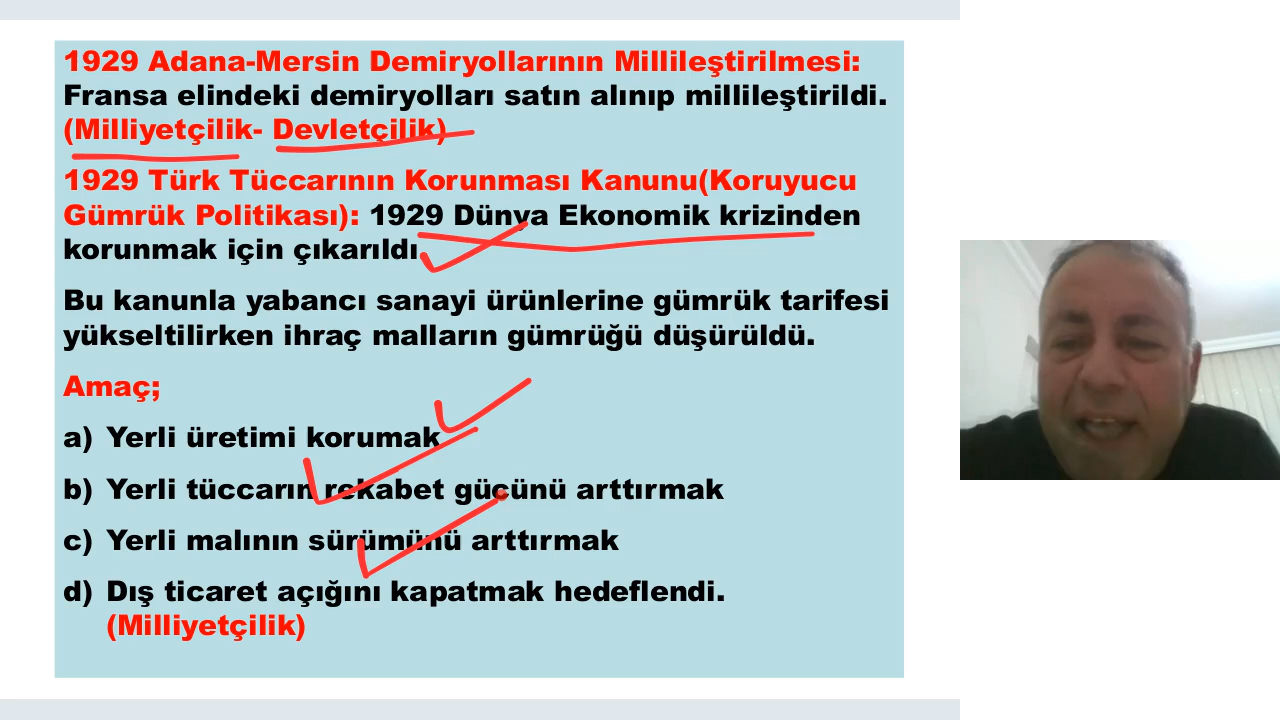 1929 Adana-Mersin Demiryollarının Millileştirilmesi:
Fransa elindeki demiryolları satın alınıp millileştirildi.
(Milliyetçilik- Devletçilik)
1929 Türk Tüccarının Korunması Kanunu(Koruyucu
Gümrük Politikası): 1929 Dünya Ekonomik krizinden
korunmak için çıkarıldı
Bu kanunla yabancı sanayi ürünlerine gümrük tarifesi
yükseltilirken ihraç malların gümrüğü düşürüldü.
Amaç;
a) Yerli üretimi korumak
b) Yerli tüccarın rekabet gücünü arttırmak
c) Yerli malının sürümünü arttırmak
d) Dış ticaret açığını kapatmak hedeflendi.
(Milliyetçilik)